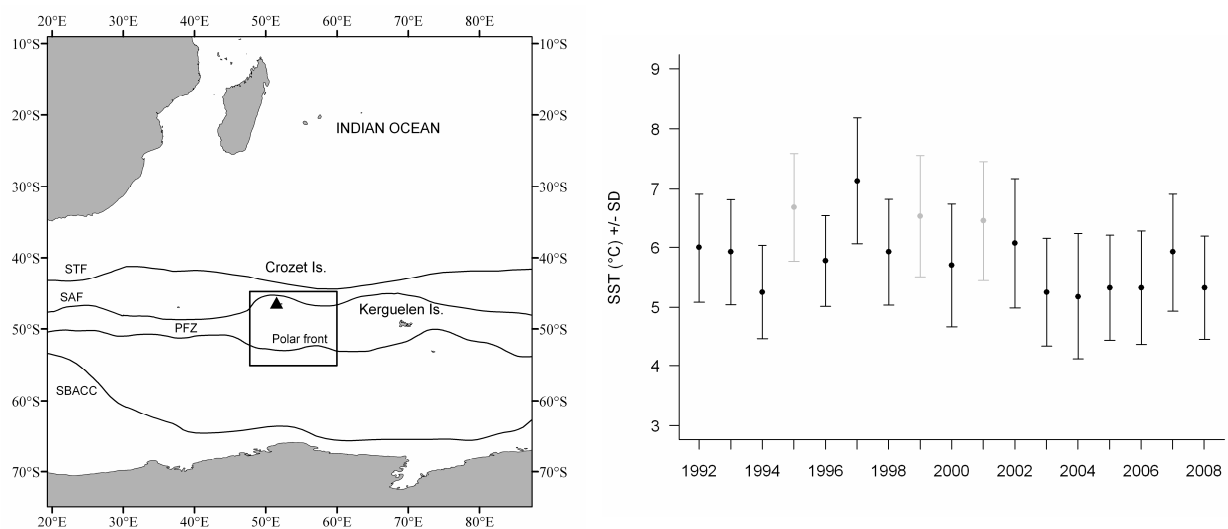 20°E 30°E 40°E 50°E 60°E 70°E 80°E
10°S 10°S
20°S 20°S
INDIAN OCEAN
30°S 30°S
40°S 40°S
STF
Crozet Is.
SAF
Kerguelen Is.
50°S 50°S
PFZ
Polar front
SBACC
60°S 60°S
70°S 70°S
20°E 30°E 40°E 50°E 60°E 70°E 80°E
SST (°C) +/- SD
9
8
7
6
5
4
3
1992 1994 1996 1998 2000 2002 2004 2006 2008